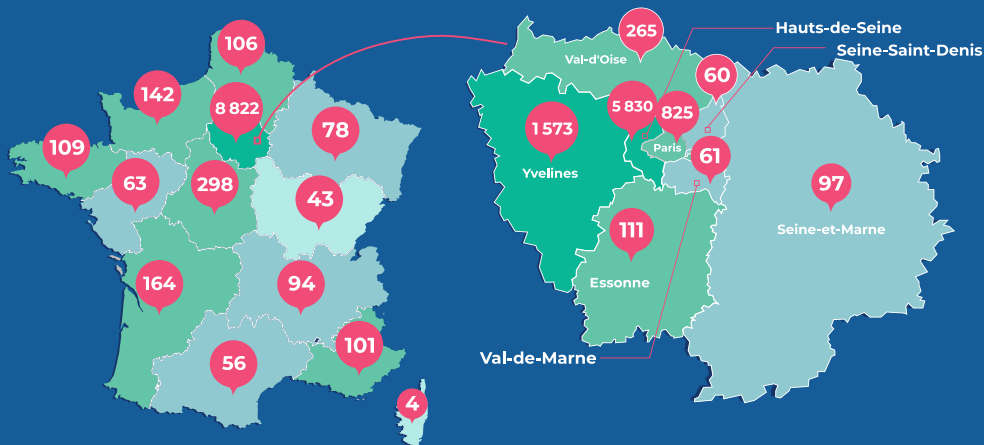 106
142
8 822
78
109
63
298
43
164
94
101
56
4
Hauts-de-Seine
265
Seine-Saint-Denis
Val-d'Oise
60
5 830
825
1 573
Paris
61
Yvelines
97
111
Seine-et-Marne
Essonne
Val-de-Marne